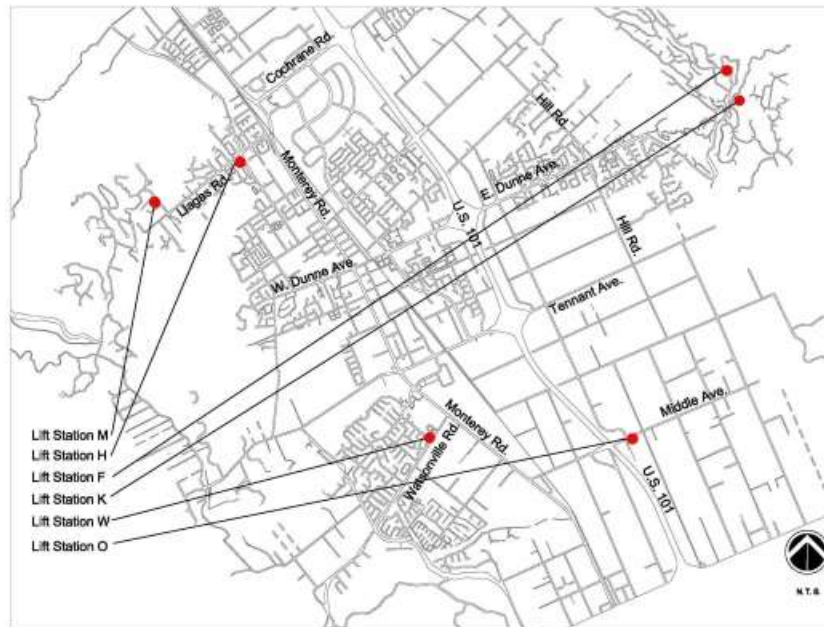 Cochrane Rd.
Hill Rd.
Monterey Rd.
Llagas Rd.
E Dunne Ave.
U.S. 101
Hill Rd.
W. Dunne Ave.
Tennant Ave.
Middle Ave.
Monterey Rd.
Watsonville Rd.
U.S. 101
Lift Station M
Lift Station H
Lift Station F
Lift Station K
Lift Station W
Lift Station O
N.T.S.